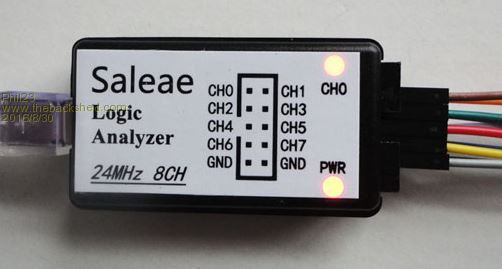 Saleae
Logic
Analyzer
24MHz 8CH
CH0 CH1
CH2 CH3
CH4 CH5
CH6 CH7
GND GND
CH0
PWR
Phil23
www.thebackshed.com
2016/8/30